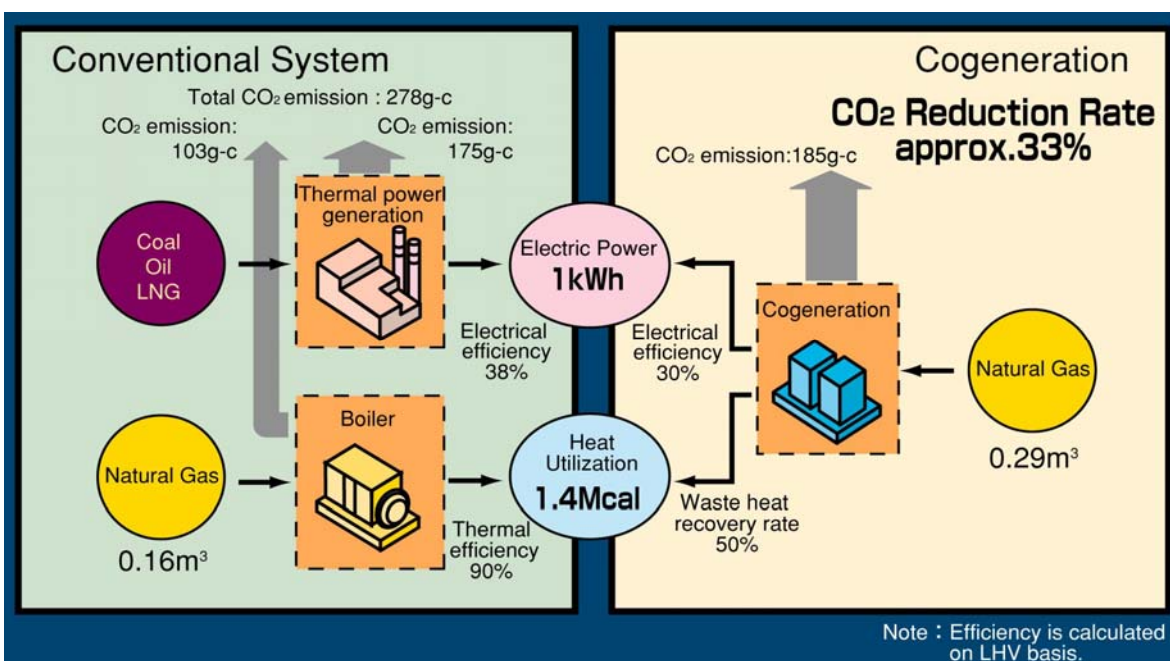 Conventional System
Total CO₂ emission : 278g-c
CO₂ emission:
103g-c
CO₂ emission:
175g-c
Thermal power
generation
Coal
Oil
LNG
Electrical
efficiency
38%
Boiler
Natural Gas
0.16m³
Thermal
efficiency
90%
Electric Power
1kWh
Heat
Utilization
1.4Mcal
Cogeneration
CO₂ Reduction Rate
approx.33%
CO₂ emission:185g-c
Cogeneration
Electrical
efficiency
30%
Natural Gas
0.29m³
Waste heat
recovery rate
50%
Note : Efficiency is calculated
on LHV basis.